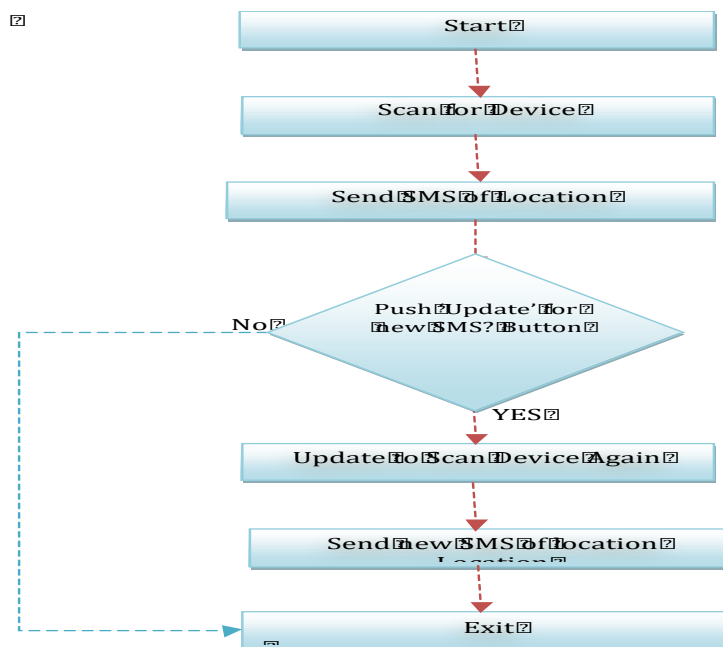 Start
Scan for Device
Send SMS of Location
Push ‘Update’ for
new SMS? Button
No
YES
Update to Scan Device Again
Send new SMS of location
Location
Exit